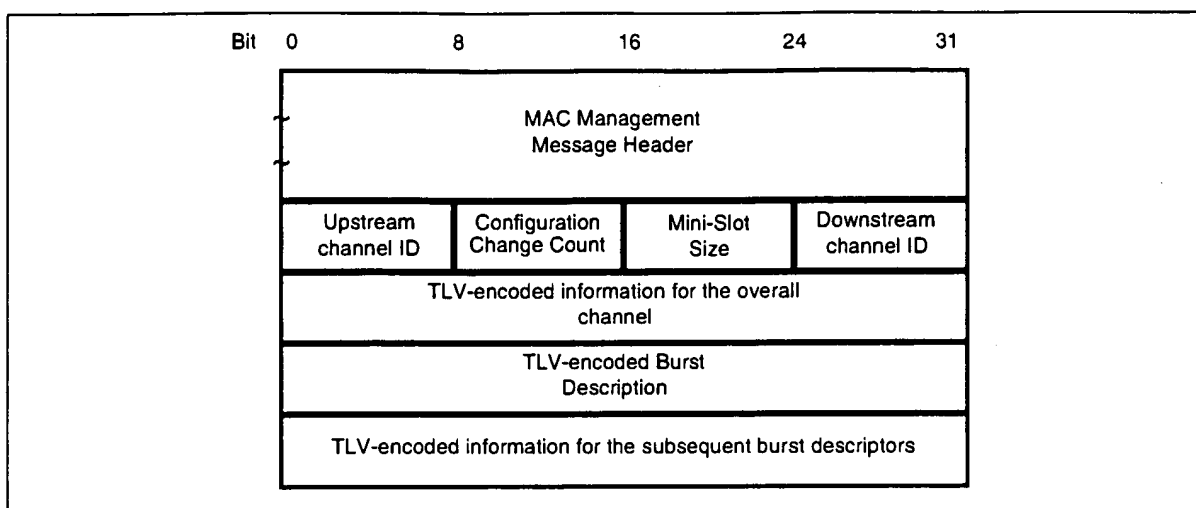 Bit 0 8 16 24 31
MAC Management
Message Header
Upstream
channel ID
Configuration
Change Count
Mini-Slot
Size
Downstream
channel ID
TLV-encoded information for the overall
channel
TLV-encoded Burst
Description
TLV-encoded information for the subsequent burst descriptors